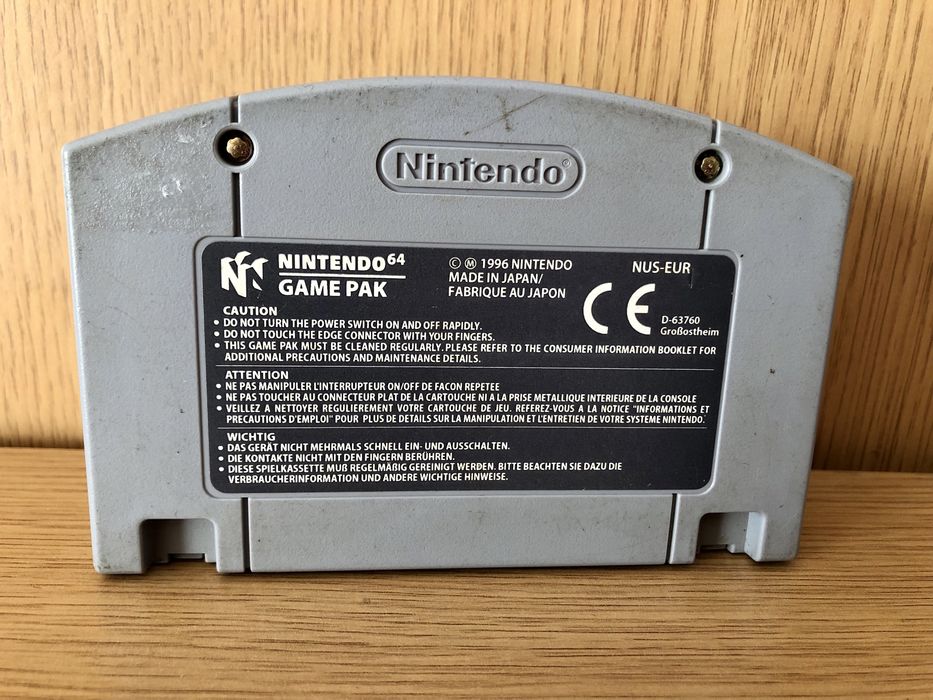 Nintendo®
NINTENDO64
GAME PAK
© Ⓜ 1996 NINTENDO
MADE IN JAPAN/
FABRIQUE AU JAPON
NUS-EUR
CE
D-63760
Großostheim
CAUTION
• DO NOT TURN THE POWER SWITCH ON AND OFF RAPIDLY.
• DO NOT TOUCH THE EDGE CONNECTOR WITH YOUR FINGERS.
• THIS GAME PAK MUST BE CLEANED REGULARLY. PLEASE REFER TO THE CONSUMER INFORMATION BOOKLET FOR
ADDITIONAL PRECAUTIONS AND MAINTENANCE DETAILS.
ATTENTION
• NE PAS MANIPULER L'INTERRUPTEUR ON/OFF DE FACON REPETEE
• NE PAS TOUCHER AU CONNECTEUR PLAT DE LA CARTOUCHE NI A LA PRISE METALLIQUE INTERIEURE DE LA CONSOLE
• VEILLEZ A NETTOYER REGULIEREMENT VOTRE CARTOUCHE DE JEU. REFEREZ-VOUS A LA NOTICE "INFORMATIONS ET
PRECAUTIONS D'EMPLOI" POUR PLUS DE DETAILS SUR LA MANIPULATION ET L'ENTRETIEN DE VOTRE SYSTEME NINTENDO.
WICHTIG
• DAS GERÄT NICHT MEHRMALS SCHNELL EIN- UND AUSSCHALTEN.
• DIE KONTAKTE NICHT MIT DEN FINGERN BERÜHREN.
• DIESE SPIELKASSETTE MUß REGELMÄßIG GEREINIGT WERDEN. BITTE BEACHTEN SIE DAZU DIE
VERBRAUCHERINFORMATION UND ANDERE WICHTIGE HINWEISE.